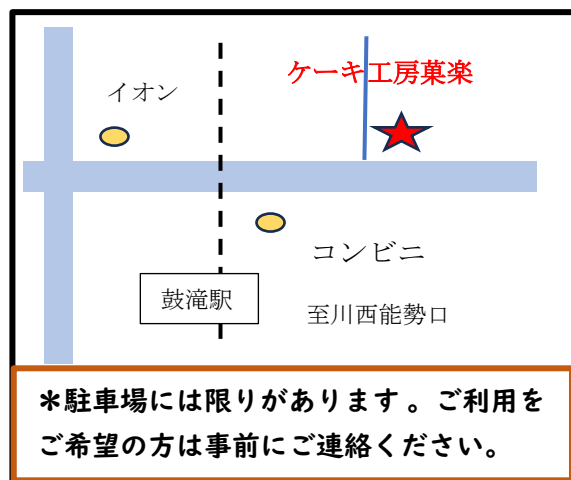 ケーキ工房菓楽
イオン
コンビニ
鼓滝駅
至川西能勢口
＊駐車場には限りがあります。ご利用を
ご希望の方は事前にご連絡ください。